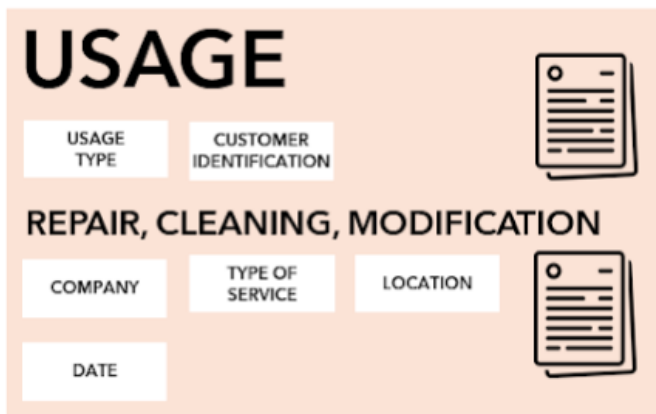 USAGE
USAGE
TYPE
CUSTOMER
IDENTIFICATION
REPAIR, CLEANING, MODIFICATION
COMPANY
TYPE OF
SERVICE
LOCATION
DATE